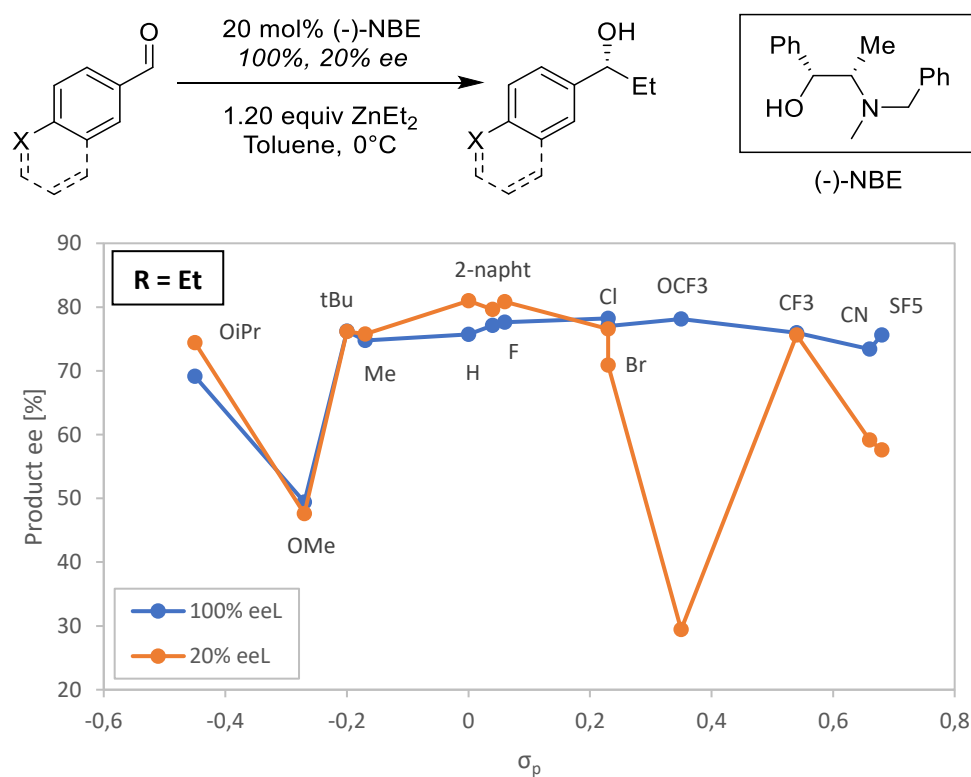 O
X
20 mol% (-)-NBE
100%, 20% ee
1.20 equiv ZnEt₂
Toluene, 0°C
OH
Et
X
Ph
Me
Ph
HO
N
(-)-NBE
R = Et
Product ee [%]
90
80
70
60
50
40
30
20
OiPr
OMe
tBu
Me
2-napht
H
F
Cl
Br
OCF3
CF3
CN
SF5
100% eeL
20% eeL
-0,6
-0,4
-0,2
0
0,2
0,4
0,6
0,8
σₚ